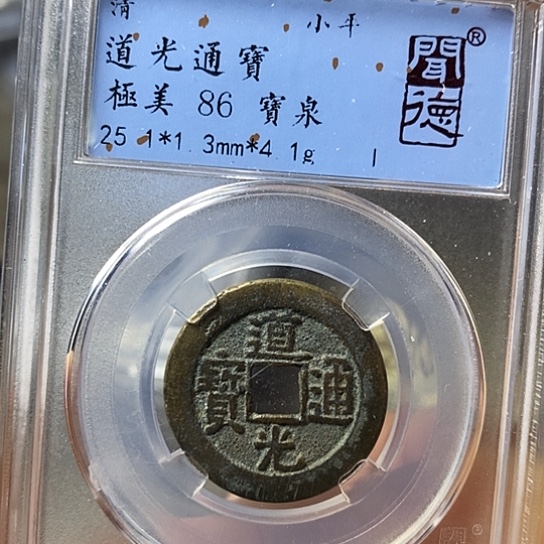 清 小平
道光通寶
極美 86 寶泉
25.1*1.3mm*4.1g
聞德®
道光通寶